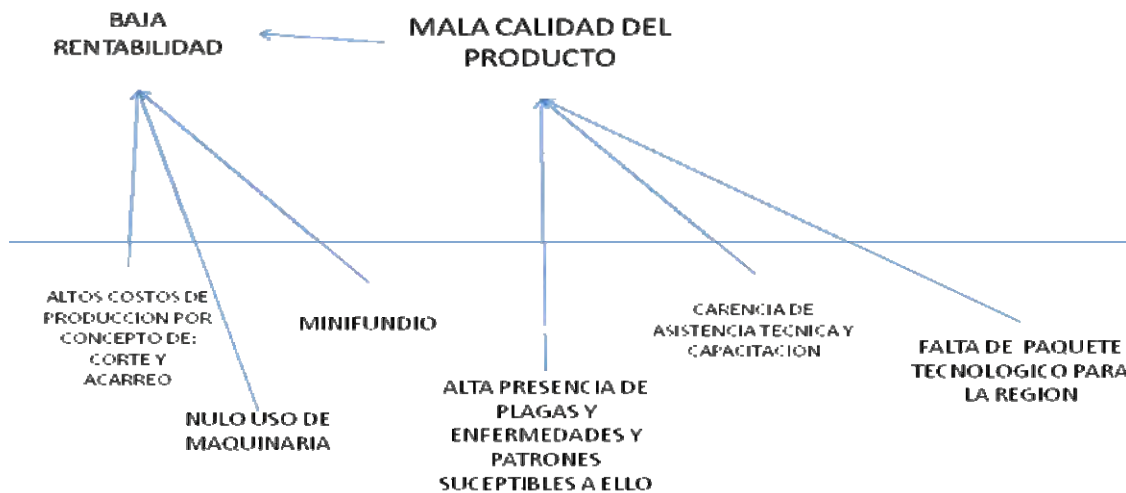 BAJA
RENTABILIDAD
MALA CALIDAD DEL
PRODUCTO
ALTOS COSTOS DE
PRODUCCION POR
CONCEPTO DE:
CORTE Y
ACARREO
NULO USO DE
MAQUINARIA
MINIFUNDIO
ALTA PRESENCIA DE
PLAGAS Y
ENFERMEDADES Y
PATRONES
SUCEPTIBLES A ELLO
CARENCIA DE
ASISTENCIA TECNICA Y
CAPACITACION
FALTA DE PAQUETE
TECNOLOGICO PARA
LA REGION